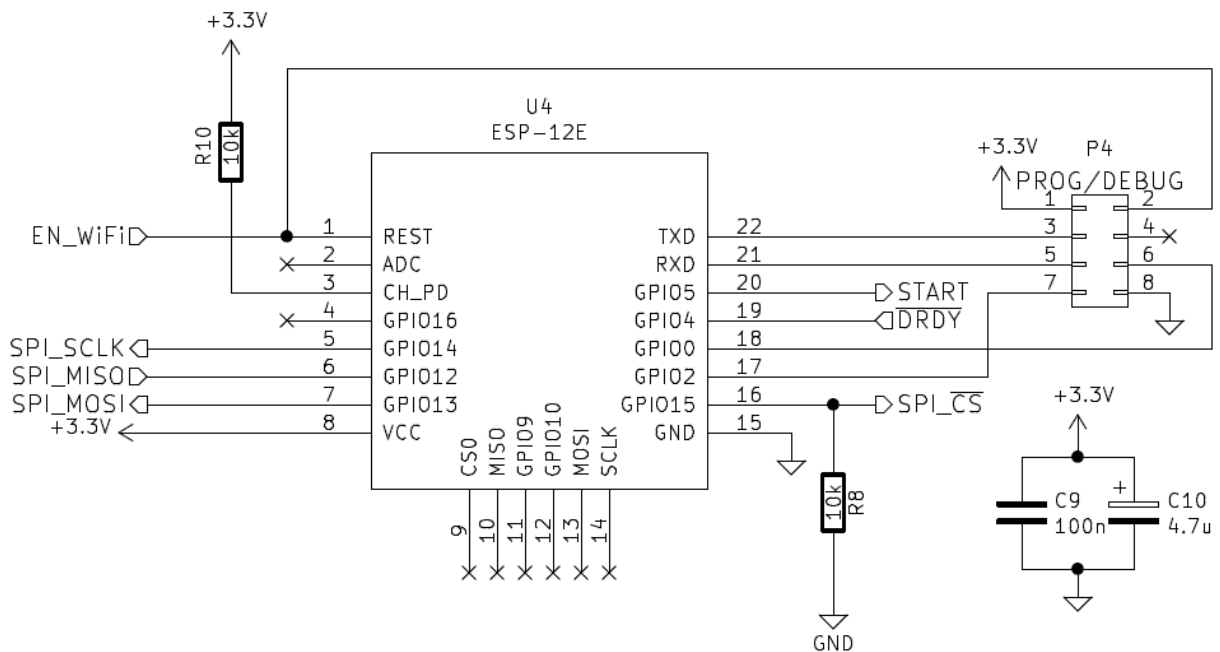 +3.3V
U4
ESP-12E
R10
10k
+3.3V
P4
PROG/DEBUG
EN_WiFi
1
REST
TXD
22
2
ADC
RXD
21
3
CH_PD
GPIO5
20
START
4
GPIO16
GPIO4
19
DRDY
SPI_SCLK
5
GPIO14
GPIO0
18
SPI_MISO
6
GPIO12
GPIO2
17
SPI_MOSI
7
GPIO13
GPIO15
16
SPI_CS
+3.3V
8
VCC
GND
15
1
2
3
4
5
6
7
8
CS0
MISO
GPIO9
GPIO10
MOSI
SCLK
9
10
11
12
13
14
10k
R8
GND
+3.3V
C9
100n
+
C10
4.7u